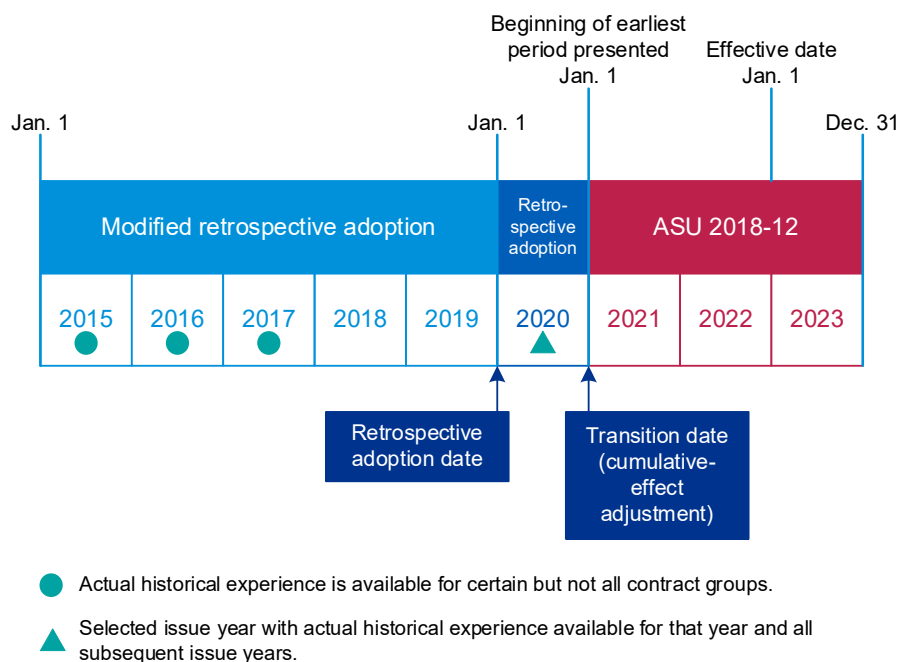 Beginning of earliest
period presented
Jan. 1
Effective date
Jan. 1
Jan. 1
Jan. 1
Dec. 31
Modified retrospective adoption
Retro-
spective
adoption
ASU 2018-12
2015
2016
2017
2018
2019
2020
2021
2022
2023
Retrospective
adoption date
Transition date
(cumulative-
effect
adjustment)
Actual historical experience is available for certain but not all contract groups.
Selected issue year with actual historical experience available for that year and all
subsequent issue years.